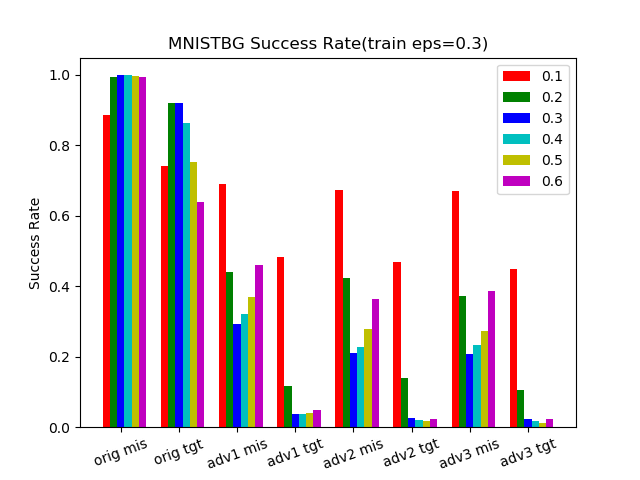 MNISTBG Success Rate(train eps=0.3)
1.0
0.8
0.6
0.4
0.2
0.0
Success Rate
0.1
0.2
0.3
0.4
0.5
0.6
orig mis
orig tgt
adv1 mis
adv1 tgt
adv2 mis
adv2 tgt
adv3 mis
adv3 tgt